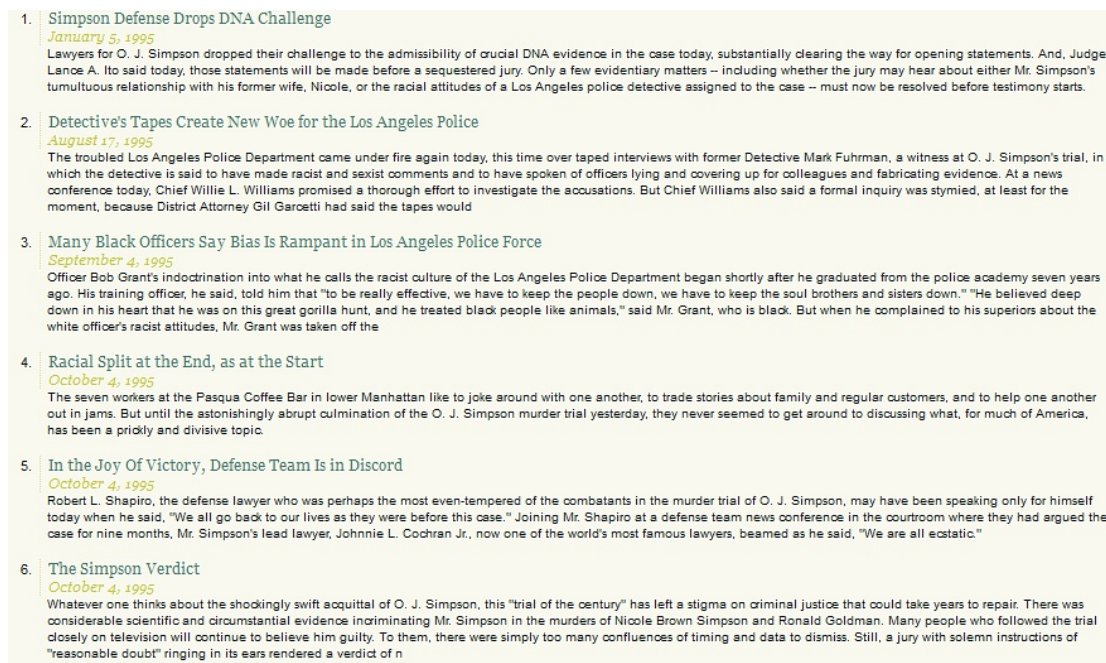 1. Simpson Defense Drops DNA Challenge
January 5, 1995
Lawyers for O. J. Simpson dropped their challenge to the admissibility of crucial DNA evidence in the case today, substantially clearing the way for opening statements. And, Judge
Lance A. Ito said today, those statements will be made before a sequestered jury. Only a few evidentiary matters -- including whether the jury may hear about either Mr. Simpson's
tumultuous relationship with his former wife, Nicole, or the racial attitudes of a Los Angeles police detective assigned to the case -- must now be resolved before testimony starts.
2. Detective's Tapes Create New Woe for the Los Angeles Police
August 17, 1995
The troubled Los Angeles Police Department came under fire again today, this time over taped interviews with former Detective Mark Fuhrman, a witness at O. J. Simpson's trial, in
which the detective is said to have made racist and sexist comments and to have spoken of officers lying and covering up for colleagues and fabricating evidence. At a news
conference today, Chief Willie L. Williams promised a thorough effort to investigate the accusations. But Chief Williams also said a formal inquiry was stymied, at least for the
moment, because District Attorney Gil Garcetti had said the tapes would
3. Many Black Officers Say Bias Is Rampant in Los Angeles Police Force
September 4, 1995
Officer Bob Grant's indoctrination into what he calls the racist culture of the Los Angeles Police Department began shortly after he graduated from the police academy seven years
ago. His training officer, he said, told him that "to be really effective, we have to keep the people down, we have to keep the soul brothers and sisters down." "He believed deep
down in his heart that he was on this great gorilla hunt, and he treated black people like animals," said Mr. Grant, who is black. But when he complained to his superiors about the
white officer's racist attitudes, Mr. Grant was taken off the
4. Racial Split at the End, as at the Start
October 4, 1995
The seven workers at the Pasqua Coffee Bar in lower Manhattan like to joke around with one another, to trade stories about family and regular customers, and to help one another
out in jams. But until the astonishingly abrupt culmination of the O. J. Simpson murder trial yesterday, they never seemed to get around to discussing what, for much of America,
has been a prickly and divisive topic.
5. In the Joy Of Victory, Defense Team Is in Discord
October 4, 1995
Robert L. Shapiro, the defense lawyer who was perhaps the most even-tempered of the combatants in the murder trial of O. J. Simpson, may have been speaking only for himself
today when he said, "We all go back to our lives as they were before this case." Joining Mr. Shapiro at a defense team news conference in the courtroom where they had argued the
case for nine months, Mr. Simpson's lead lawyer, Johnnie L. Cochran Jr., now one of the world's most famous lawyers, beamed as he said, "We are all ecstatic."
6. The Simpson Verdict
October 4, 1995
Whatever one thinks about the shockingly swift acquittal of O. J. Simpson, this "trial of the century" has left a stigma on criminal justice that could take years to repair. There was
considerable scientific and circumstantial evidence incriminating Mr. Simpson in the murders of Nicole Brown Simpson and Ronald Goldman. Many people who followed the trial
closely on television will continue to believe him guilty. To them, there were simply too many confluences of timing and data to dismiss. Still, a jury with solemn instructions of
"reasonable doubt" ringing in its ears rendered a verdict of n